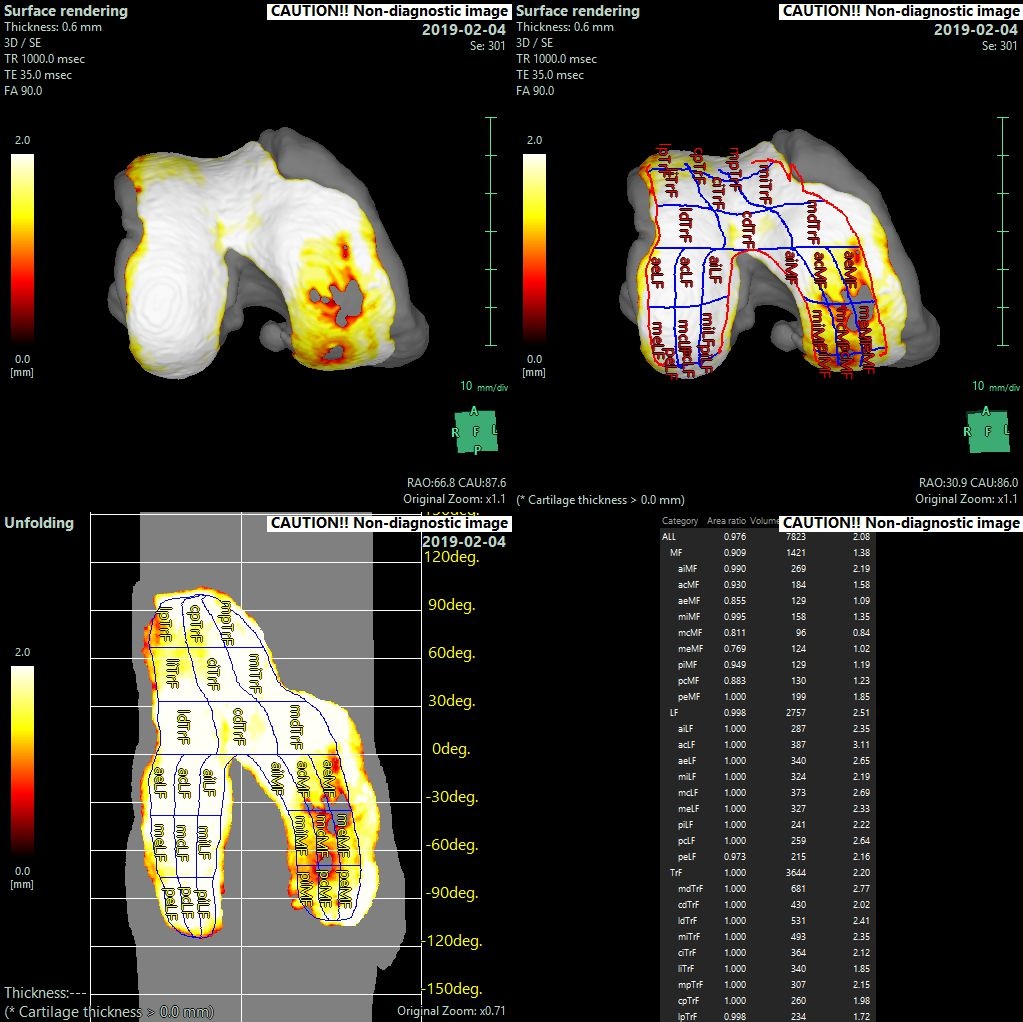 Surface rendering
CAUTION!! Non-diagnostic image
Thickness: 0.6 mm
2019-02-04
3D / SE
Se: 301
TR 1000.0 msec
TE 35.0 msec
FA 90.0
2.0
0.0
[mm]
10 mm/div
A
R F L
P
RAO:66.8 CAU:87.6
Original Zoom: x1.1
Surface rendering
CAUTION!! Non-diagnostic image
Thickness: 0.6 mm
2019-02-04
3D / SE
Se: 301
TR 1000.0 msec
TE 35.0 msec
FA 90.0
2.0
cpTrF
mpTrF
ciTrF
miTrF
ldTrF
cdTrF
mdTrF
aeLF
acLF
aiLF
aiMF
acMF
aeMF
meLF
0.0
[mm]
10 mm/div
A
R F L
RAO:30.9 CAU:86.0
(* Cartilage thickness > 0.0 mm)
Original Zoom: x1.1
Unfolding
CAUTION!! Non-diagnostic image
2019-02-04
120deg.
90deg.
60deg.
30deg.
0deg.
-30deg.
-60deg.
-90deg.
-120deg.
-150deg.
lpTrF
cpTrF
mpTrF
liTrF
ciTrF
miTrF
ldTrF
cdTrF
mdTrF
aeLF
acLF
aiLF
aiMF
acMF
aeMF
meLF
mcLF
miLF
miMF
mcMF
meMF
peLF
pcLF
piLF
piMF
pcMF
peMF
2.0
0.0
[mm]
Thickness:---
(* Cartilage thickness > 0.0 mm)
Original Zoom: x0.71
CAUTION!! Non-diagnostic image
Category Area ratio Volume
ALL 0.976 7823 2.08
MF 0.909 1421 1.38
aiMF 0.990 269 2.19
acMF 0.930 184 1.58
aeMF 0.855 129 1.09
miMF 0.995 158 1.35
mcMF 0.811 96 0.84
meMF 0.769 124 1.02
piMF 0.949 129 1.19
pcMF 0.883 130 1.23
peMF 1.000 199 1.85
LF 0.998 2757 2.51
aiLF 1.000 287 2.35
acLF 1.000 387 3.11
aeLF 1.000 340 2.65
miLF 1.000 324 2.19
mcLF 1.000 373 2.69
meLF 1.000 327 2.33
piLF 1.000 241 2.22
pcLF 1.000 259 2.64
peLF 0.973 215 2.16
TrF 1.000 3644 2.20
mdTrF 1.000 681 2.77
cdTrF 1.000 430 2.02
ldTrF 1.000 531 2.41
miTrF 1.000 493 2.35
ciTrF 1.000 364 2.12
liTrF 1.000 340 1.85
mpTrF 1.000 307 2.15
cpTrF 1.000 260 1.98
lpTrF 0.998 234 1.72